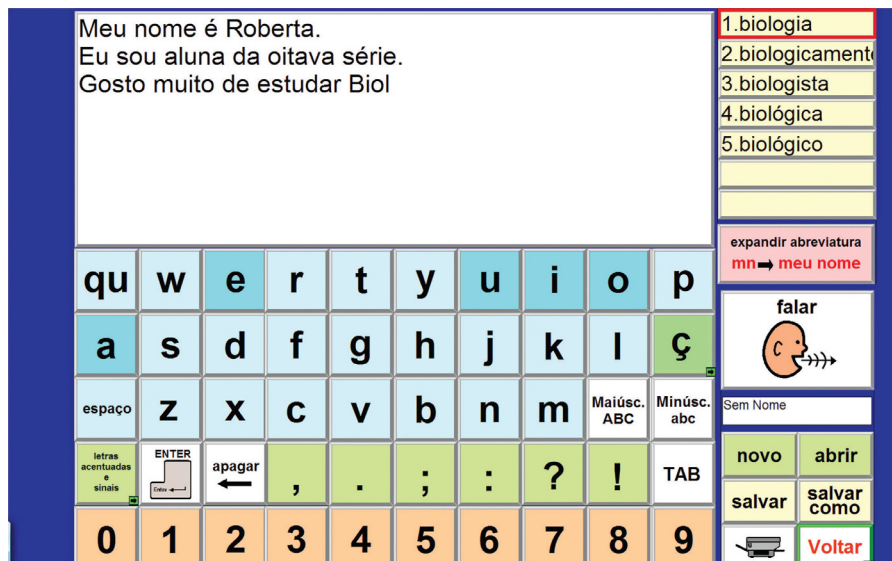 Meu nome é Roberta.
Eu sou aluna da oitava série.
Gosto muito de estudar Biol
1.biologia
2.biologicament
3.biologista
4.biológica
5.biológico
expandir abreviatura
mn➡ meu nome
falar
Sem Nome
novo abrir
salvar salvar como
Voltar
qu w e r t y u i o p
a s d f g h j k l ç
espaço z x c v b n m Maiúsc. ABC Minúsc. abc
letras acentuadas e sinais ENTER Enter apagar , . ; : ? ! TAB
0 1 2 3 4 5 6 7 8 9